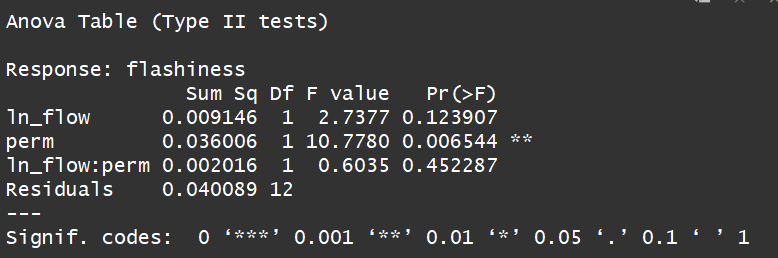 Anova Table (Type II tests)

Response: flashiness
               Sum Sq Df F value   Pr(>F)
ln_flow      0.009146  1  2.7377 0.123907
perm         0.036006  1 10.7780 0.006544 **
ln_flow:perm 0.002016  1  0.6035 0.452287
Residuals    0.040089 12
---
Signif. codes:  0 ‘***’ 0.001 ‘**’ 0.01 ‘*’ 0.05 ‘.’ 0.1 ‘ ’ 1